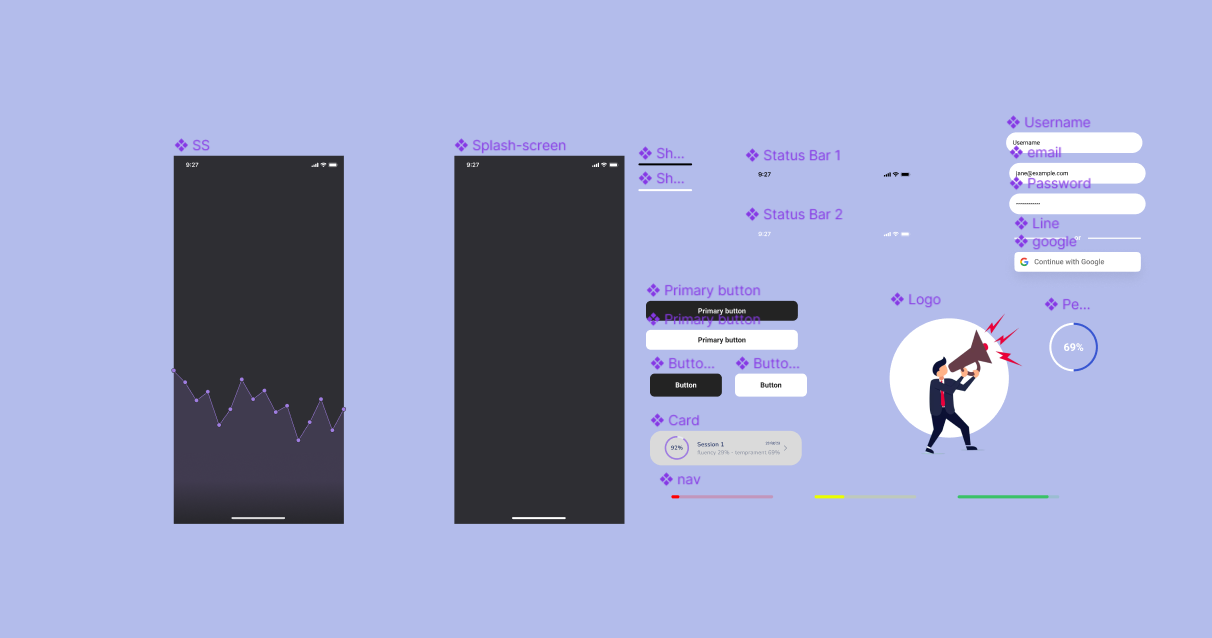 SS
9:27
Splash-screen
9:27
Sh...
Sh...
Status Bar 1
9:27
Status Bar 2
9:27
Username
Username
email
jane@example.com
Password
Line
or
google
Continue with Google
Primary button
Primary button
Primary button
Primary button
Butto...
Butto...
Button
Button
Logo
Pe...
69%
Card
92%
Session 1
fluency 29% - temprament 69%
nav